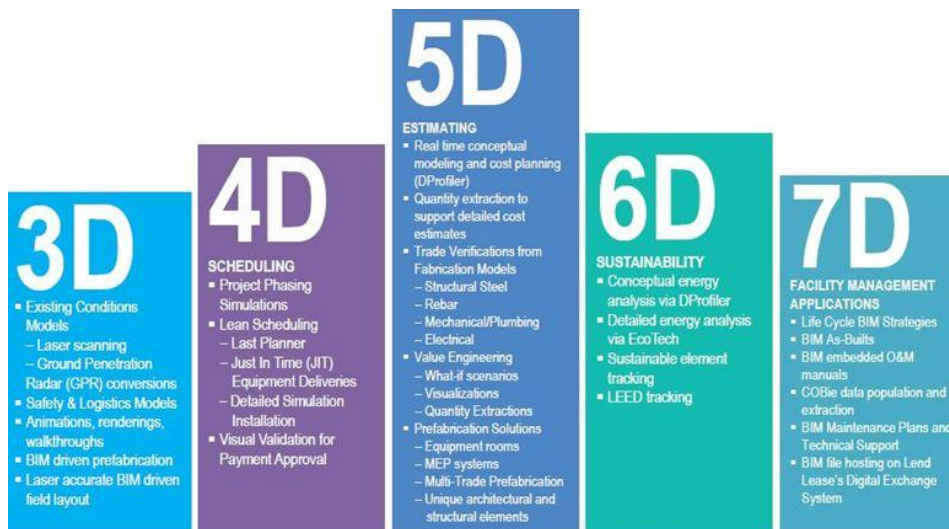 3D
▪ Existing Conditions
Models
– Laser scanning
– Ground Penetration
Radar (GPR) conversions
▪ Safety & Logistics Models
▪ Animations, renderings,
walkthroughs
▪ BIM driven prefabrication
▪ Laser accurate BIM driven
field layout
4D
SCHEDULING
▪ Project Phasing
Simulations
▪ Lean Scheduling
– Last Planner
– Just In Time (JIT)
Equipment Deliveries
– Detailed Simulation
Installation
▪ Visual Validation for
Payment Approval
5D
ESTIMATING
▪ Real time conceptual
modeling and cost planning
(DProfiler)
▪ Quantity extraction to
support detailed cost
estimates
▪ Trade Verifications from
Fabrication Models
– Structural Steel
– Rebar
– Mechanical/Plumbing
– Electrical
▪ Value Engineering
– What-if scenarios
– Visualizations
– Quantity Extractions
▪ Prefabrication Solutions
– Equipment rooms
– MEP systems
– Multi-Trade Prefabrication
– Unique architectural and
structural elements
6D
SUSTAINABILITY
▪ Conceptual energy
analysis via DProfiler
▪ Detailed energy analysis
via EcoTech
▪ Sustainable element
tracking
▪ LEED tracking
7D
FACILITY MANAGEMENT
APPLICATIONS
▪ Life Cycle BIM Strategies
▪ BIM As-Builts
▪ BIM embedded O&M
manuals
▪ COBie data population and
extraction
▪ BIM Maintenance Plans and
Technical Support
▪ BIM file hosting on Lend
Lease's Digital Exchange
System